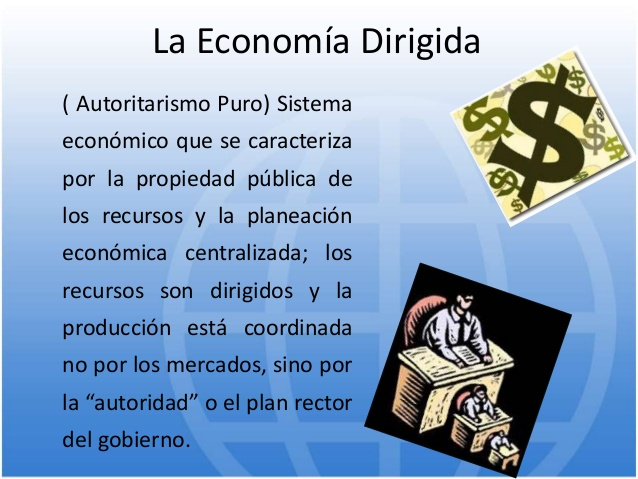 La Economía Dirigida
( Autoritarismo Puro) Sistema
económico que se caracteriza
por la propiedad pública de
los recursos y la planeación
económica centralizada; los
recursos son dirigidos y la
producción está coordinada
no por los mercados, sino por
la “autoridad” o el plan rector
del gobierno.